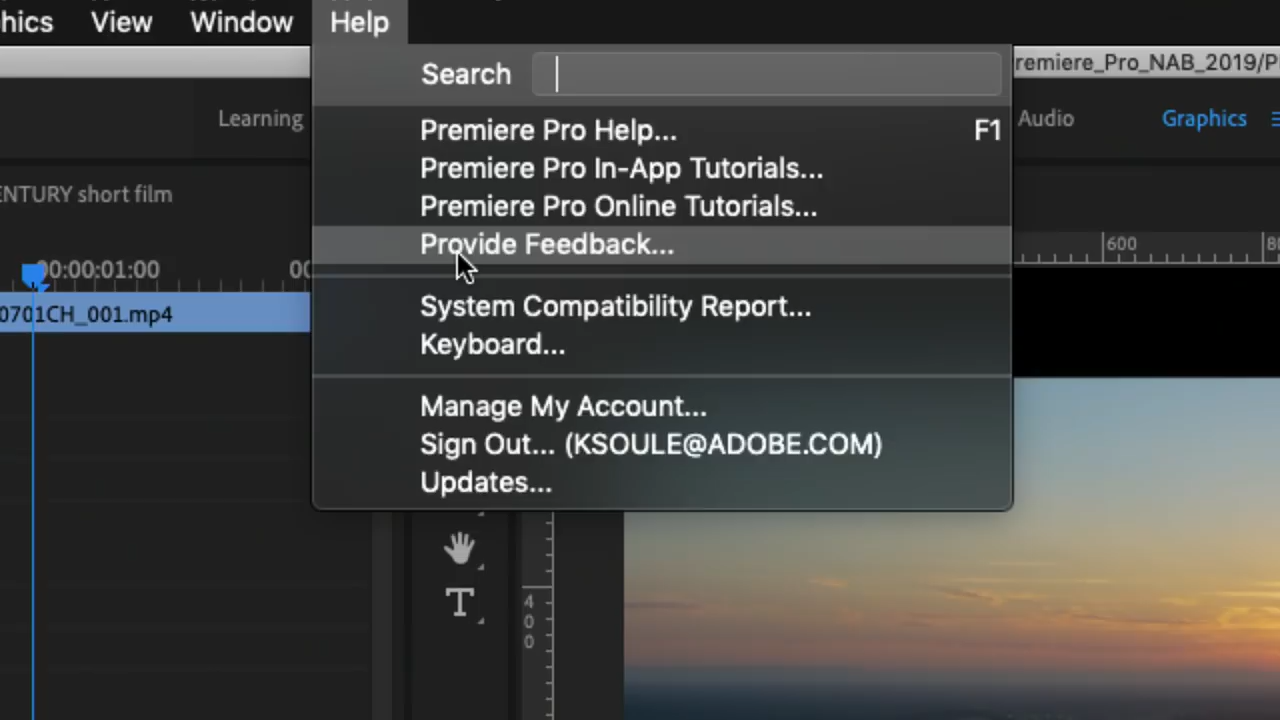 hics View Window Help
Search
remiere_Pro_NAB_2019/P
Learning
Audio
Graphics
Premiere Pro Help... F1
Premiere Pro In-App Tutorials...
Premiere Pro Online Tutorials...
Provide Feedback...
ENTURY short film
600
80
00:00:01:00
00
0701CH_001.mp4
System Compatibility Report...
Keyboard...
Manage My Account...
Sign Out... (KSOULE@ADOBE.COM)
Updates...
T
400